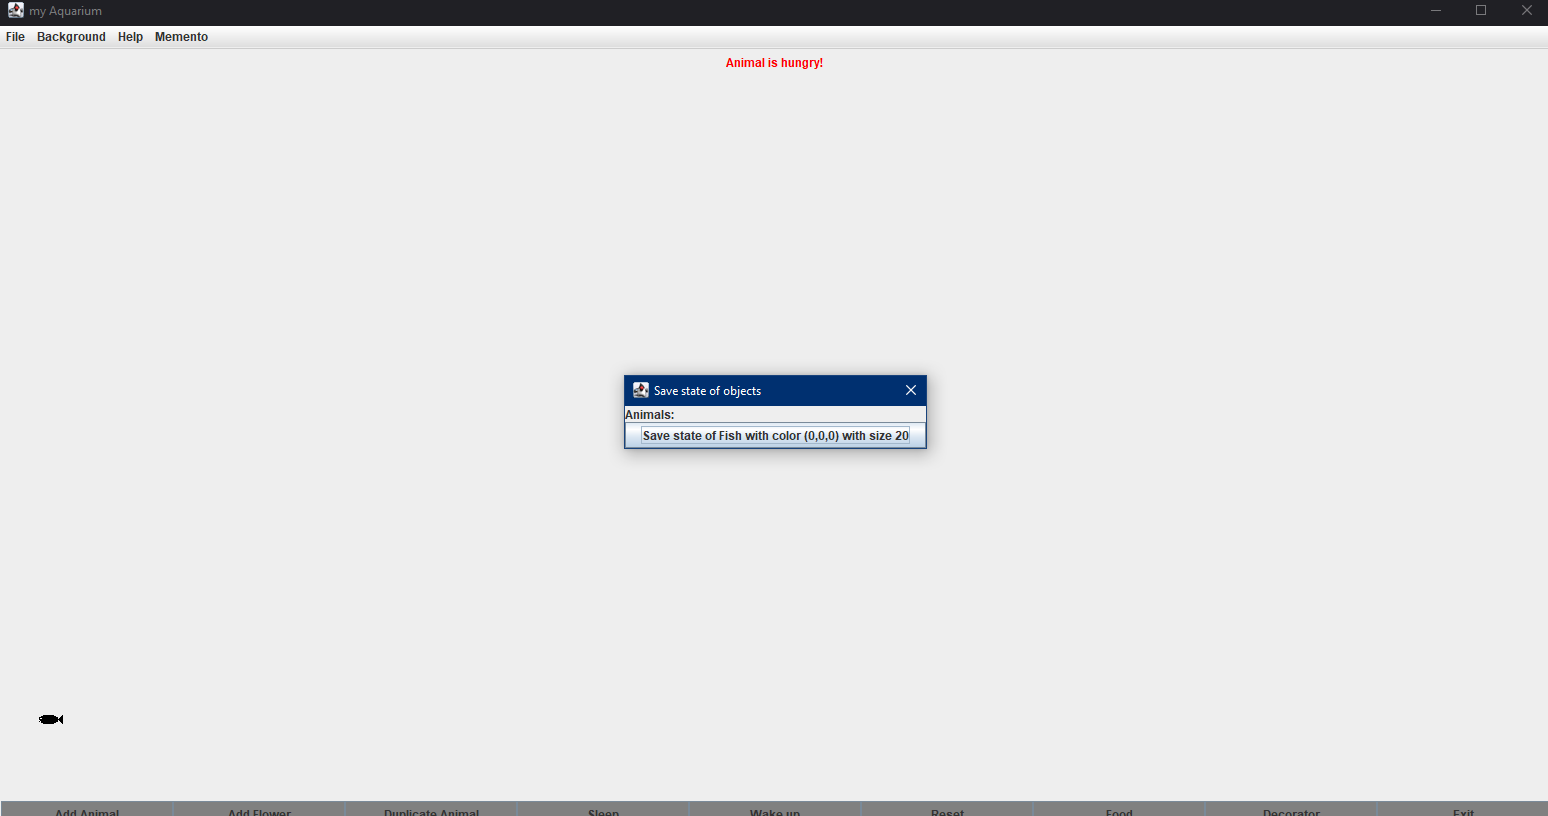 my Aquarium
File Background Help Memento
Animal is hungry!
Save state of objects
Animals:
Save state of Fish with color (0,0,0) with size 20
Add Animal Add Flower Duplicate Animal Sleep Wake up Reset Food Decorator Exit